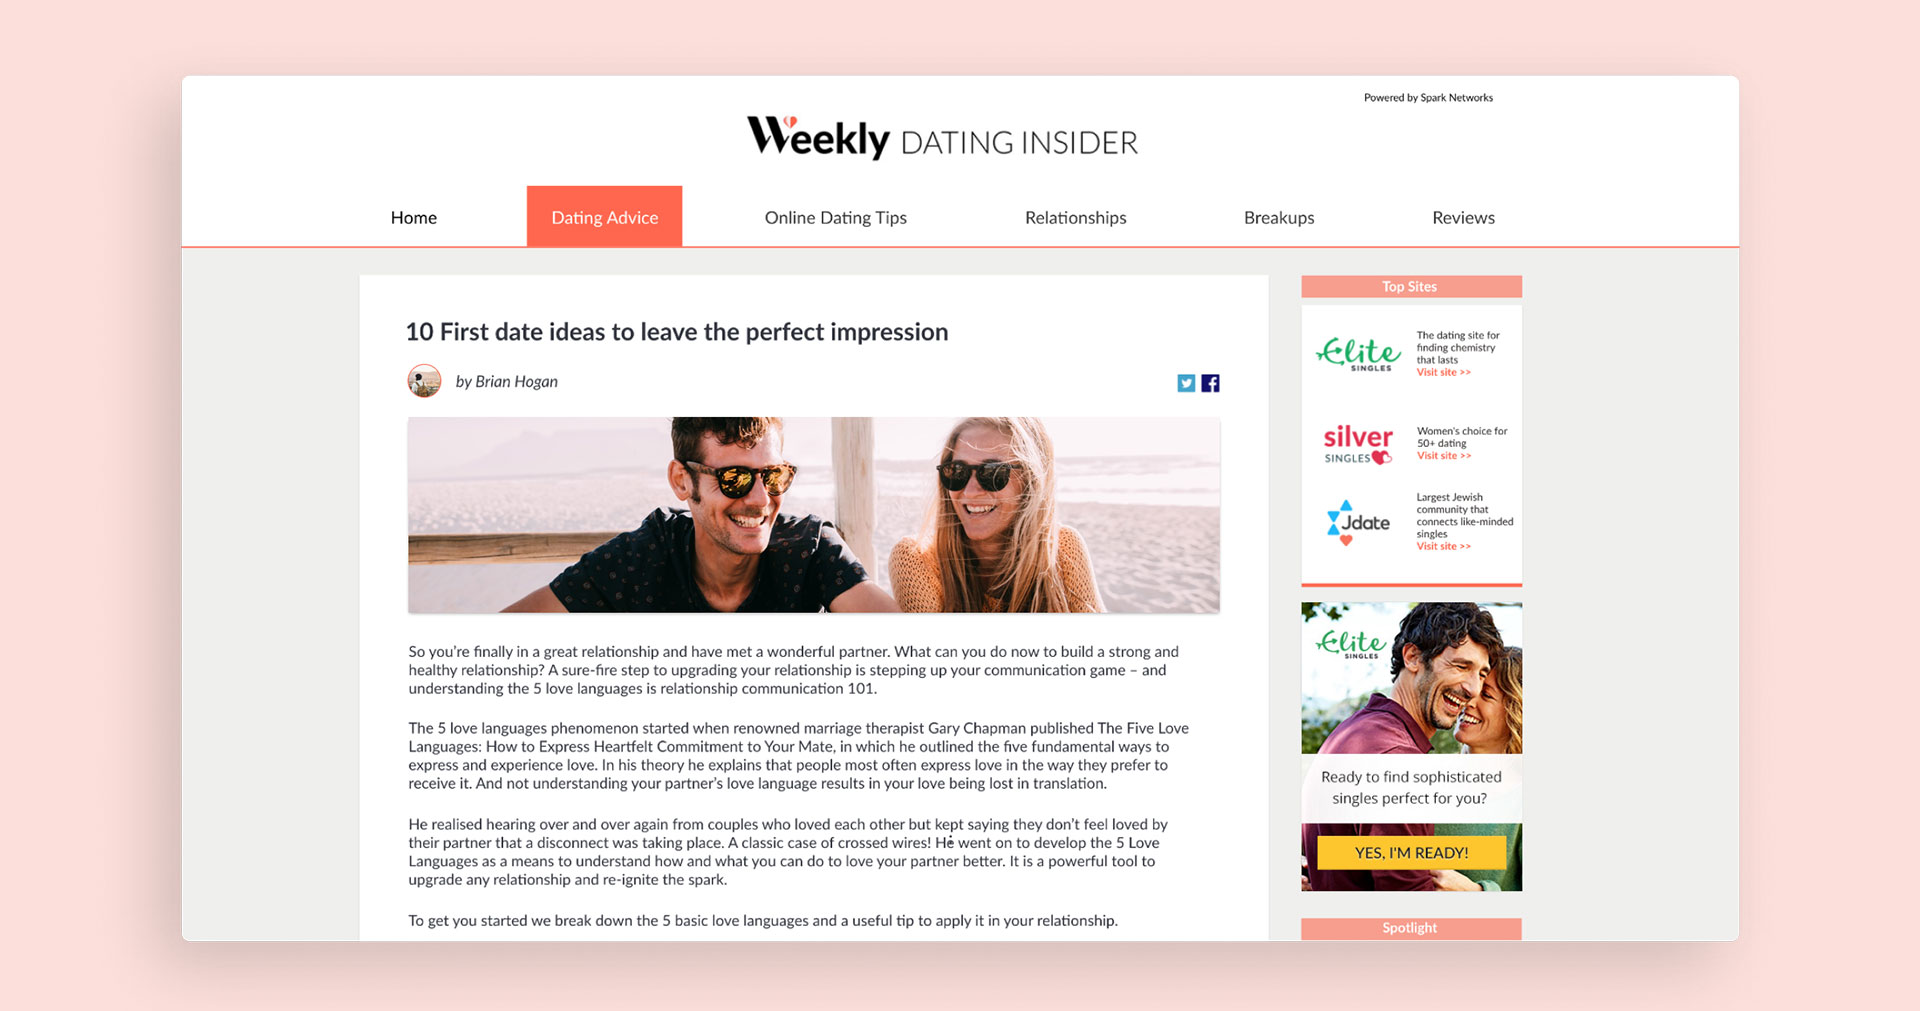 Powered by Spark Networks
Weekly DATING INSIDER
Home
Dating Advice
Online Dating Tips
Relationships
Breakups
Reviews
10 First date ideas to leave the perfect impression
by Brian Hogan
So you’re finally in a great relationship and have met a wonderful partner. What can you do now to build a strong and
healthy relationship? A sure-fire step to upgrading your relationship is stepping up your communication game – and
understanding the 5 love languages is relationship communication 101.
The 5 love languages phenomenon started when renowned marriage therapist Gary Chapman published The Five Love
Languages: How to Express Heartfelt Commitment to Your Mate, in which he outlined the five fundamental ways to
express and experience love. In his theory he explains that people most often express love in the way they prefer to
receive it. And not understanding your partner’s love language results in your love being lost in translation.
He realised hearing over and over again from couples who loved each other but kept saying they don’t feel loved by
their partner that a disconnect was taking place. A classic case of crossed wires! He went on to develop the 5 Love
Languages as a means to understand how and what you can do to love your partner better. It is a powerful tool to
upgrade any relationship and re-ignite the spark.
To get you started we break down the 5 basic love languages and a useful tip to apply it in your relationship.
Top Sites
Elite
SINGLES
The dating site for
finding chemistry
that lasts
Visit site >>
silver
SINGLES
Women's choice for
50+ dating
Visit site >>
Jdate
Largest Jewish
community that
connects like-minded
singles
Visit site >>
Elite
SINGLES
Ready to find sophisticated
singles perfect for you?
YES, I'M READY!
Spotlight